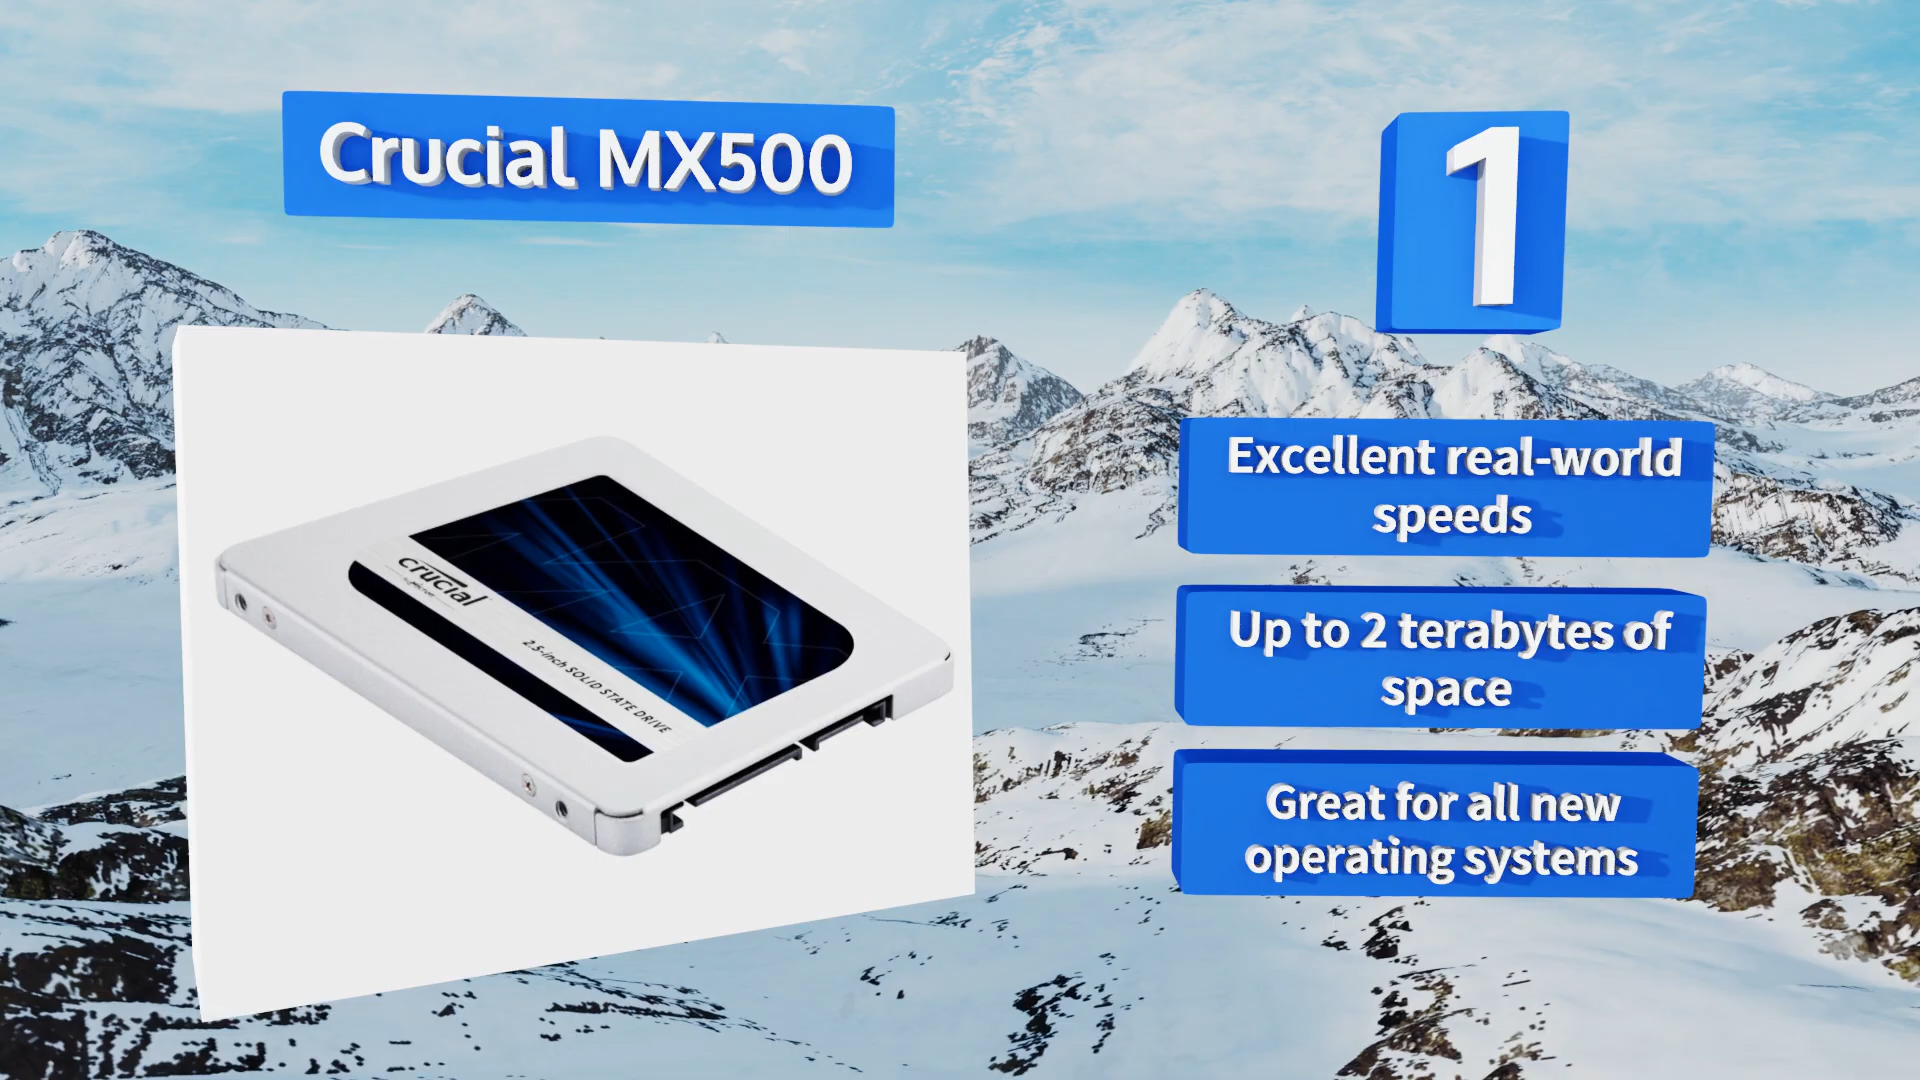 Crucial MX500
1
Excellent real-world
speeds
Up to 2 terabytes of
space
Great for all new
operating systems
crucial
2.5-inch SOLID STATE DRIVE